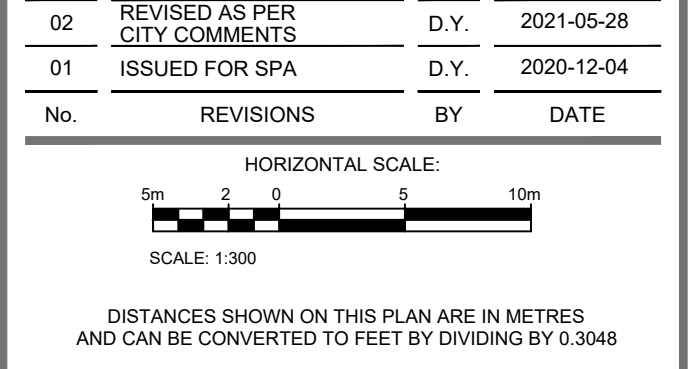 02 REVISED AS PER CITY COMMENTS D.Y. 2021-05-28
01 ISSUED FOR SPA D.Y. 2020-12-04
No. REVISIONS BY DATE
HORIZONTAL SCALE:
5m 2 0 5 10m
SCALE: 1:300
DISTANCES SHOWN ON THIS PLAN ARE IN METRES
AND CAN BE CONVERTED TO FEET BY DIVIDING BY 0.3048